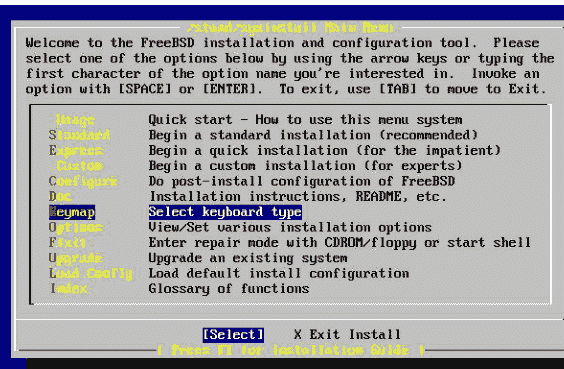 /stand/sysinstall Main Menu
Welcome to the FreeBSD installation and configuration tool. Please
select one of the options below by using the arrow keys or typing the
first character of the option name you're interested in. Invoke an
option with [SPACE] or [ENTER]. To exit, use [TAB] to move to Exit.
Usage Quick start - How to use this menu system
Standard Begin a standard installation (recommended)
Express Begin a quick installation (for the impatient)
Custom Begin a custom installation (for experts)
Configure Do post-install configuration of FreeBSD
Doc Installation instructions, README, etc.
Keymap Select keyboard type
Options View/Set various installation options
Fixit Enter repair mode with CDROM/floppy or start shell
Upgrade Upgrade an existing system
Load Config Load default install configuration
Index Glossary of functions
[Select] X Exit Install
[ Press F1 for Installation Guide ]